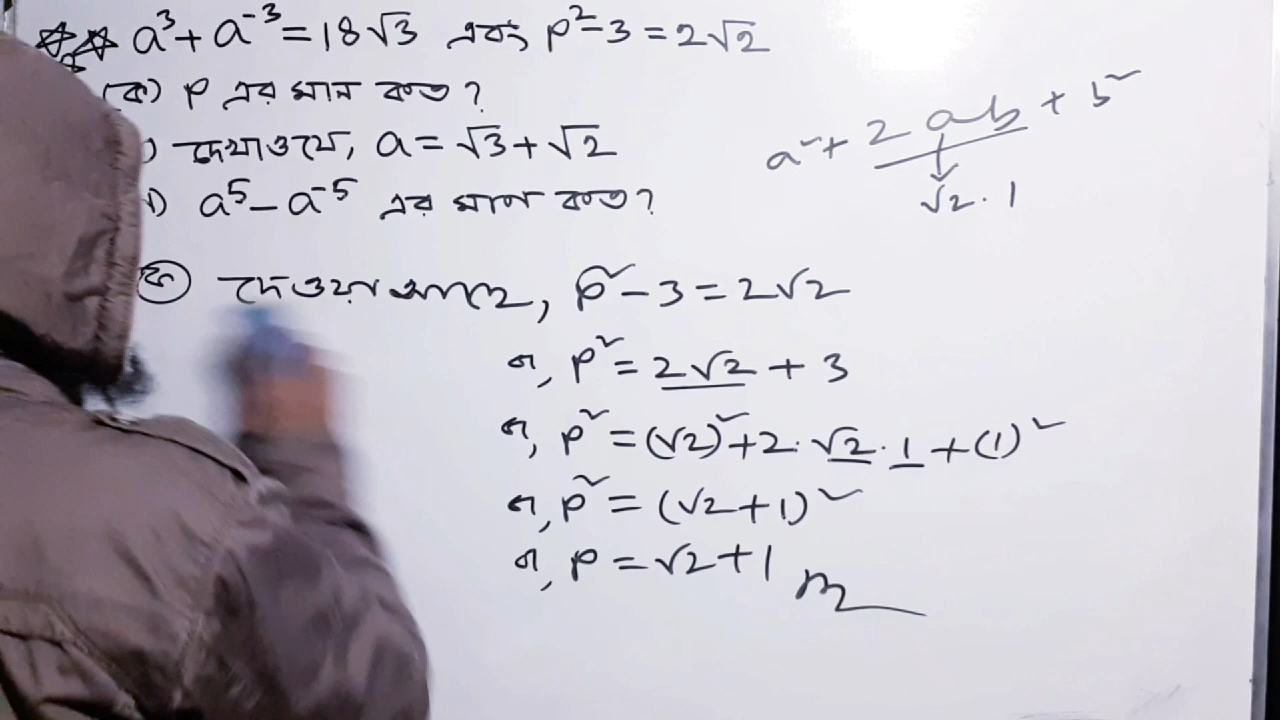 a³ + a⁻³ = 18√3 এবং p² - 3 = 2√2
(ক) p এর মান কত?
) দেখাও যে, a = √3 + √2
) a⁵ - a⁻⁵ এর মান কত?
a² + 2ab + b²
√2 . 1
ক দেওয়া আছে, p² - 3 = 2√2
বা, p² = 2√2 + 3
বা, p² = (√2)² + 2 . √2 . 1 + (1)²
বা, p² = (√2 + 1)²
বা, p = √2 + 1